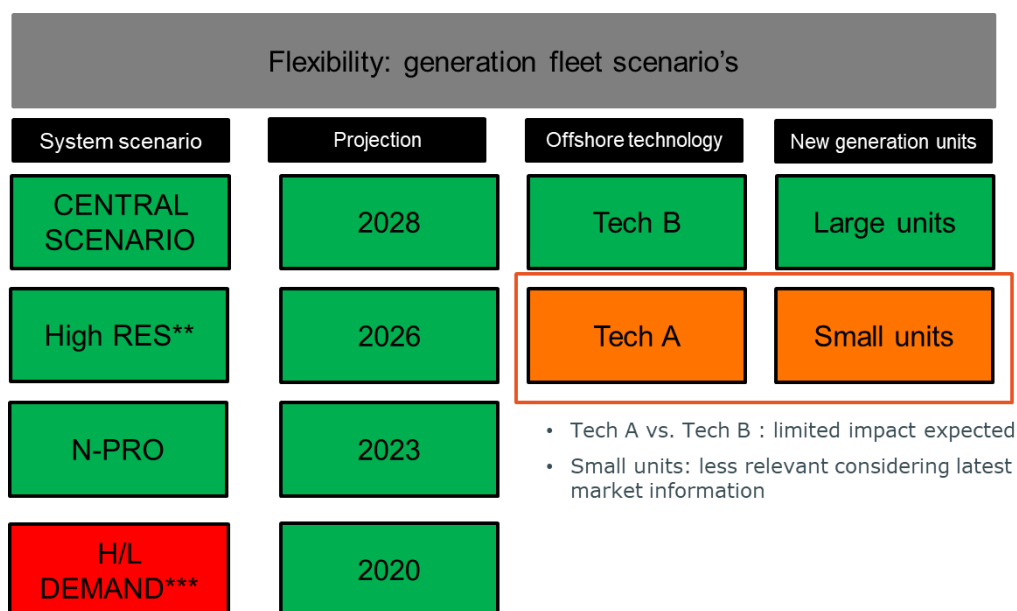 Flexibility: generation fleet scenario's
System scenario
Projection
Offshore technology
New generation units
CENTRAL
SCENARIO
2028
Tech B
Large units
High RES**
2026
Tech A
Small units
N-PRO
2023
• Tech A vs. Tech B : limited impact expected
• Small units: less relevant considering latest
market information
H/L
DEMAND***
2020